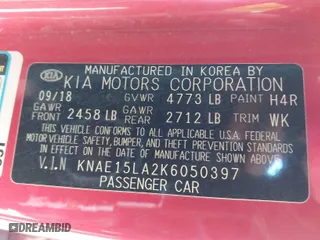 MANUFACTURED IN KOREA BY
KIA KIA MOTORS CORPORATION
09/18 GVWR 4773 LB PAINT H4R
GAWR FRONT 2458 LB GAWR REAR 2712 LB TRIM WK
THIS VEHICLE CONFORMS TO ALL APPLICABLE U.S.A. FEDERAL
MOTOR VEHICLE SAFETY, BUMPER, AND THEFT PREVENTION
STANDARDS IN EFFECT ON THE DATE OF MANUFACTURE
SHOWN ABOVE.
V.I.N KNAE15LA2K6050397
PASSENGER CAR
DREAMBID